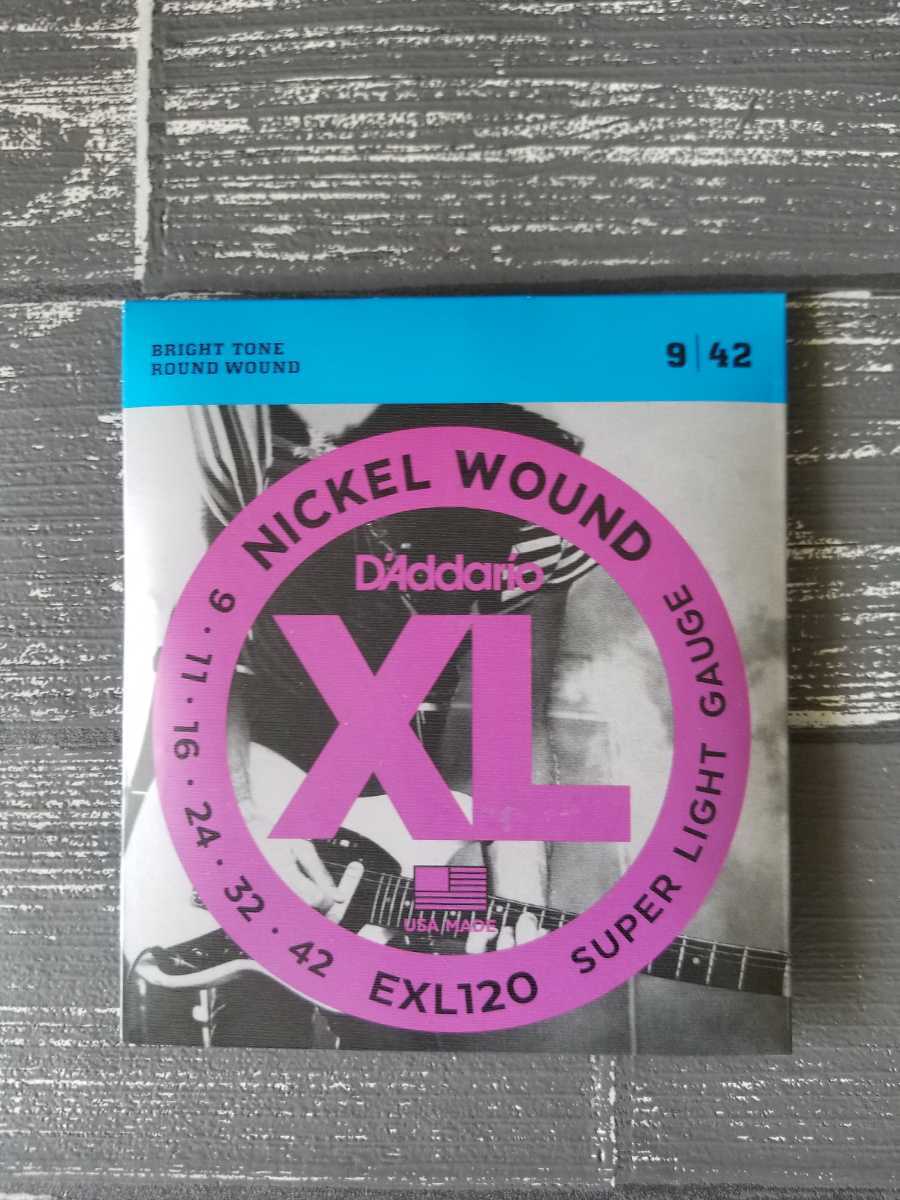 BRIGHT TONE
ROUND WOUND
9 | 42
NICKEL WOUND
D'Addario
XL
USA MADE
9 · 11 · 16 · 24 · 32 · 42
EXL120
SUPER LIGHT GAUGE